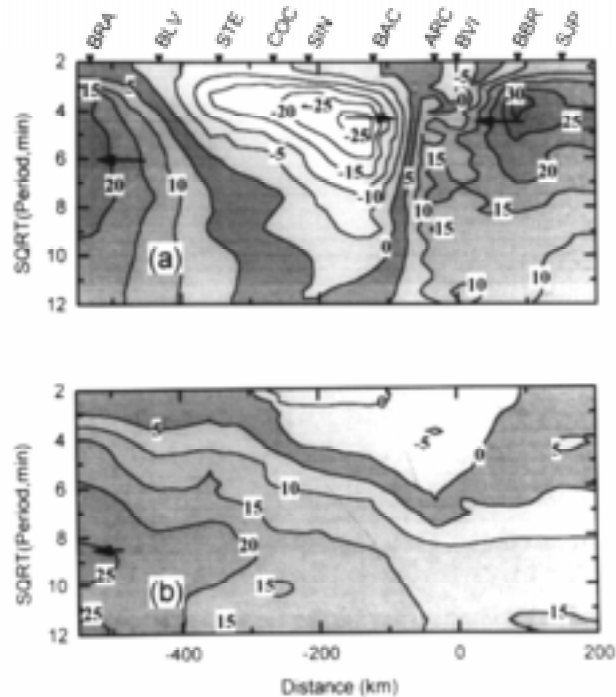 BRA BLV STE COC SIN BAC ARC BVI BBR SJP
2
4
6
8
10
12
SQRT(Period,min)
15 5 -20 -25 -5 0 30
-25 25
20 10 -5 -15 5 15 20
-10 10 15 15
0
(a) 10 10
2
4
6
8
10
12
SQRT(Period,min)
5 0
-5 0 5
10
15
20
25 15
25 (b) 15 15
-400 -200 0 200
Distance (km)